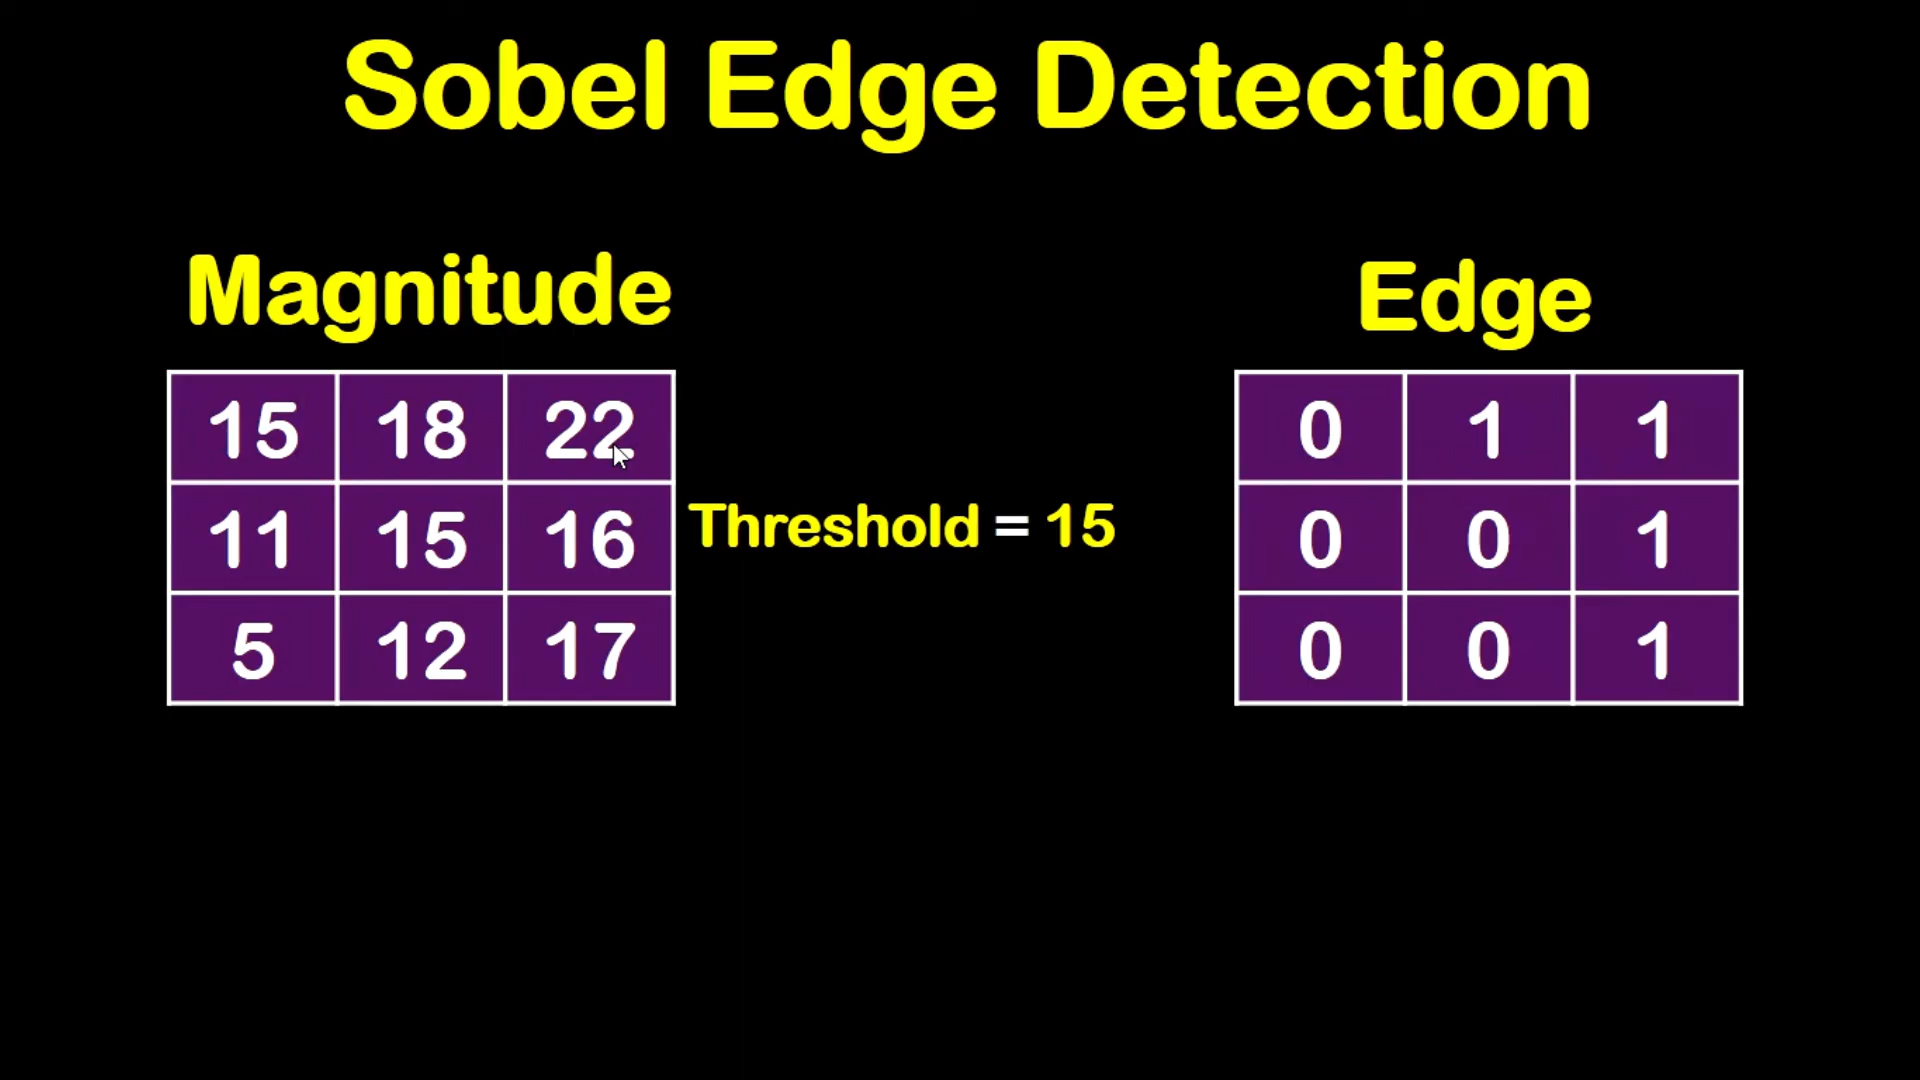 Sobel Edge Detection
Magnitude
15 18 22
11 15 16
5 12 17
Threshold = 15
Edge
0 1 1
0 0 1
0 0 1